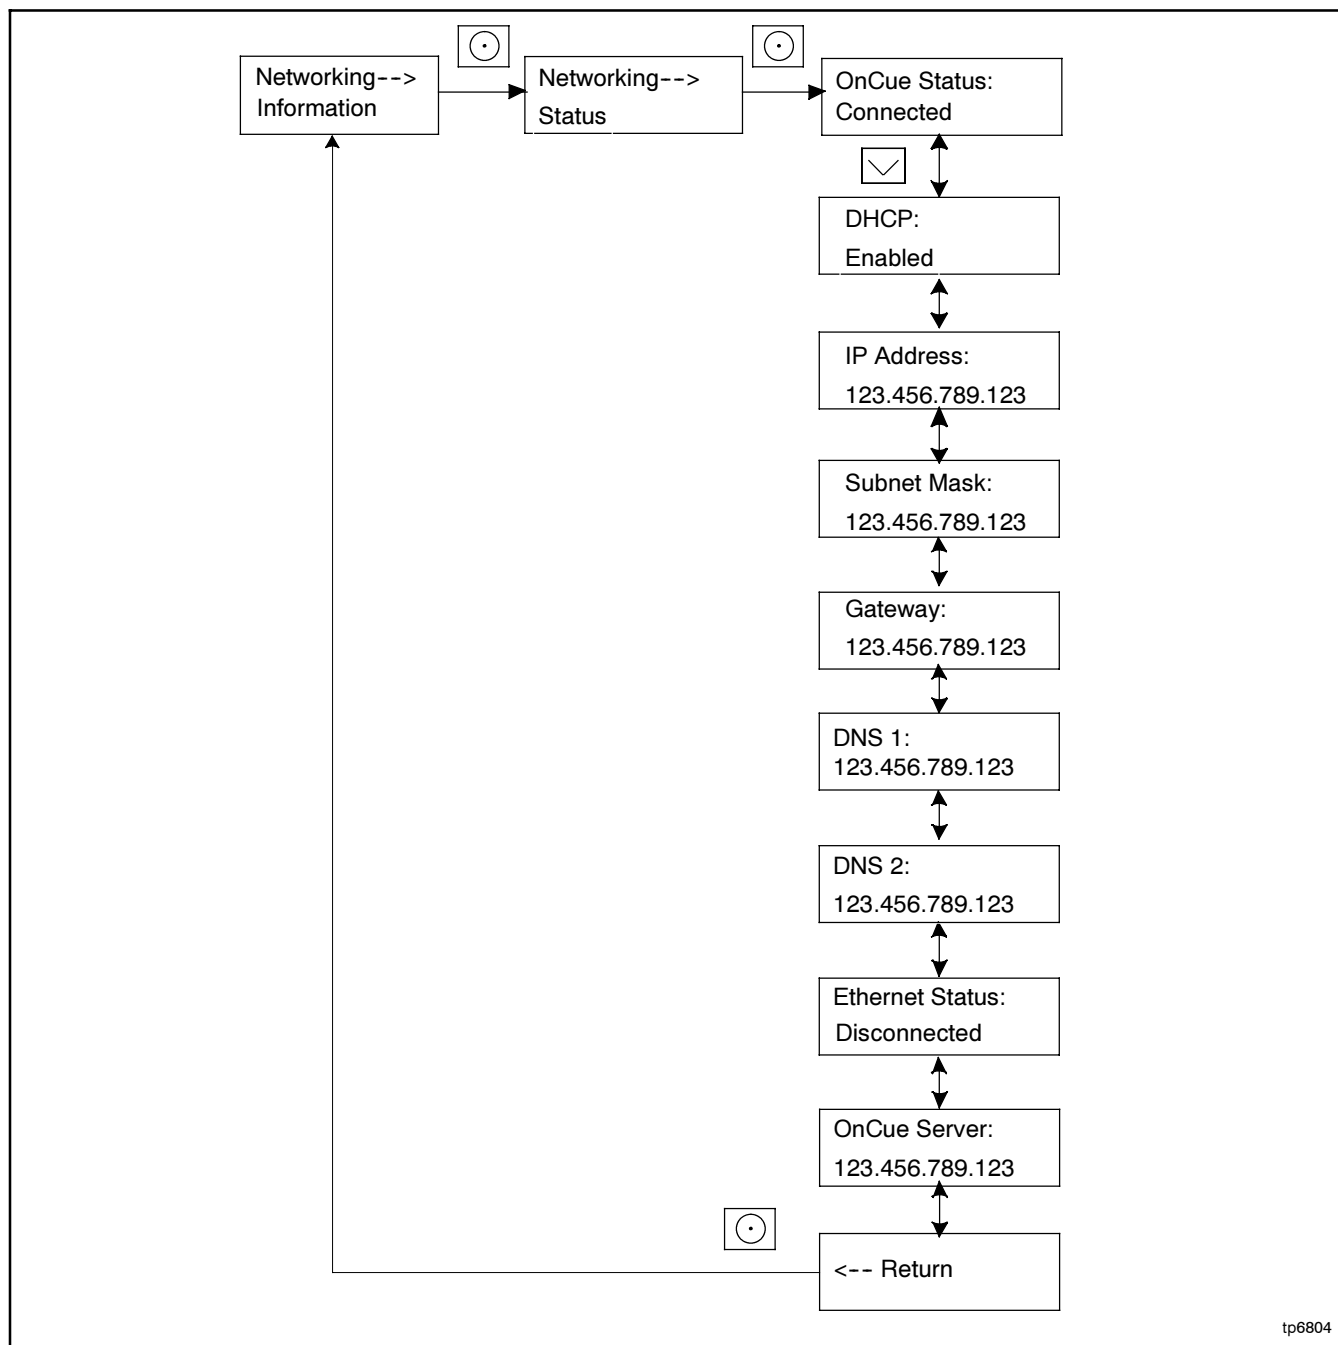 Networking-->
Information
Networking-->
Status
OnCue Status:
Connected
DHCP:
Enabled
IP Address:
123.456.789.123
Subnet Mask:
123.456.789.123
Gateway:
123.456.789.123
DNS 1:
123.456.789.123
DNS 2:
123.456.789.123
Ethernet Status:
Disconnected
OnCue Server:
123.456.789.123
<-- Return
tp6804